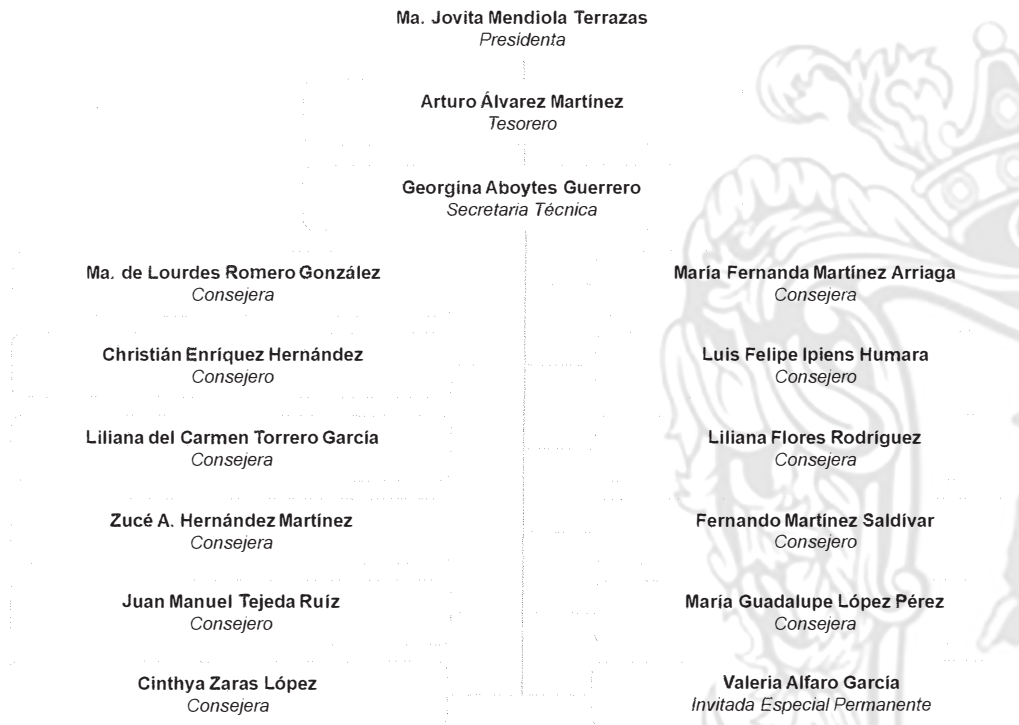 Ma. Jovita Mendiola Terrazas
Presidenta
Arturo Álvarez Martínez
Tesorero
Georgina Aboytes Guerrero
Secretaria Técnica
Ma. de Lourdes Romero González
Consejera
María Fernanda Martínez Arriaga
Consejera
Christián Enríquez Hernández
Consejero
Luis Felipe Ipiens Humara
Consejero
Liliana del Carmen Torrero García
Consejera
Liliana Flores Rodríguez
Consejera
Zucé A. Hernández Martínez
Consejera
Fernando Martínez Saldívar
Consejero
Juan Manuel Tejeda Ruíz
Consejero
María Guadalupe López Pérez
Consejera
Cinthya Zaras López
Consejera
Valeria Alfaro García
Invitada Especial Permanente